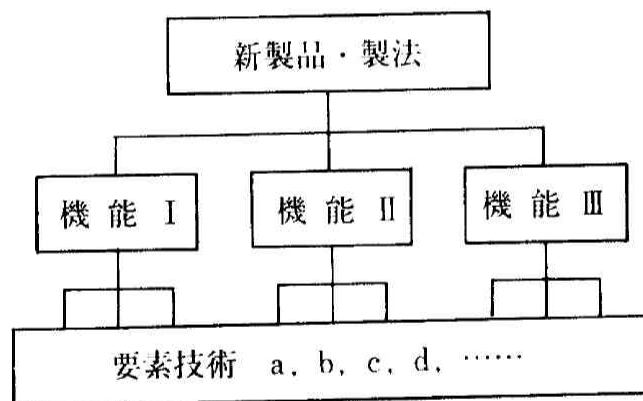 新製品・製法
機能 Ⅰ
機能 Ⅱ
機能 Ⅲ
要素技術 a, b, c, d, ……